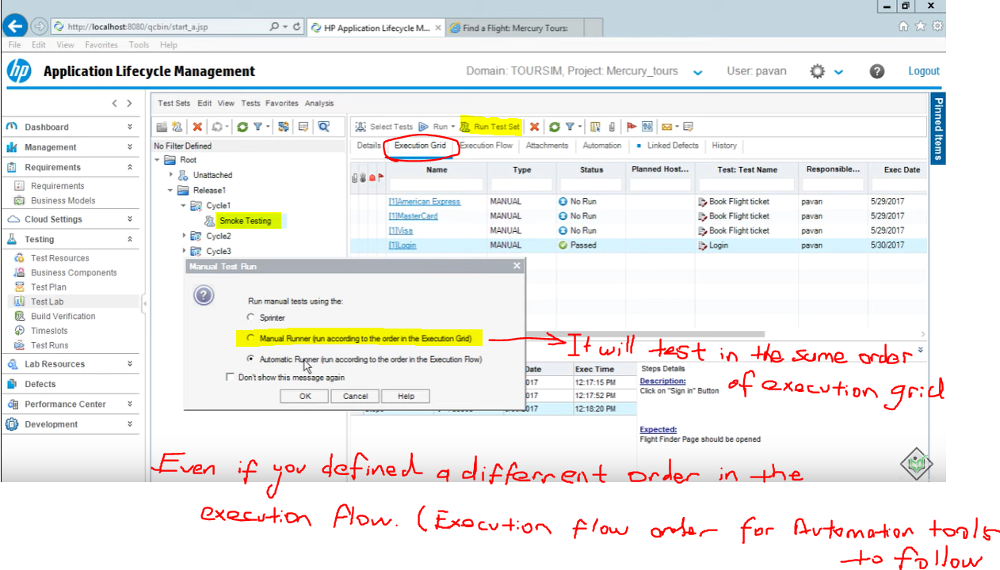 http://localhost:8080/qcbin/start_a.jsp
HP Application Lifecycle M...
Find a Flight: Mercury Tours:
File Edit View Favorites Tools Help
hp
Application Lifecycle Management
Domain: TOURSIM, Project: Mercury_tours
User: pavan
Logout
Pinned Items
Dashboard
Management
Requirements
Requirements
Business Models
Cloud Settings
Testing
Test Resources
Business Components
Test Plan
Test Lab
Build Verification
Timeslots
Test Runs
Lab Resources
Defects
Performance Center
Development
Test Sets Edit View Tests Favorites Analysis
No Filter Defined
Root
Unattached
Release1
Cycle1
Smoke Testing
Cycle2
Cycle3
Select Tests Run Run Test Set
Details Execution Grid Execution Flow Attachments Automation Linked Defects History
Name Type Status Planned Host... Test: Test Name Responsible... Exec Date
[1]American Express MANUAL No Run Book Flight ticket pavan 5/29/2017
[1]MasterCard MANUAL No Run Book Flight ticket pavan 5/29/2017
[1]Visa MANUAL No Run Book Flight ticket pavan 5/29/2017
[1]Login MANUAL Passed Login pavan 5/30/2017
Manual Test Run
Run manual tests using the:
Sprinter
Manual Runner (run according to the order in the Execution Grid)
Automatic Runner (run according to the order in the Execution Flow)
Don't show this message again
OK Cancel Help
It will test in the same order
of execution grid
Date Exec Time
017 12:17:15 PM
017 12:17:52 PM
017 12:18:20 PM
Steps Details
Description:
Click on "Sign in" Button
Expected:
Flight Finder Page should be opened
Even if you defined a differrent order in the
execution flow. (Execution flow order for Automation tools
to follow